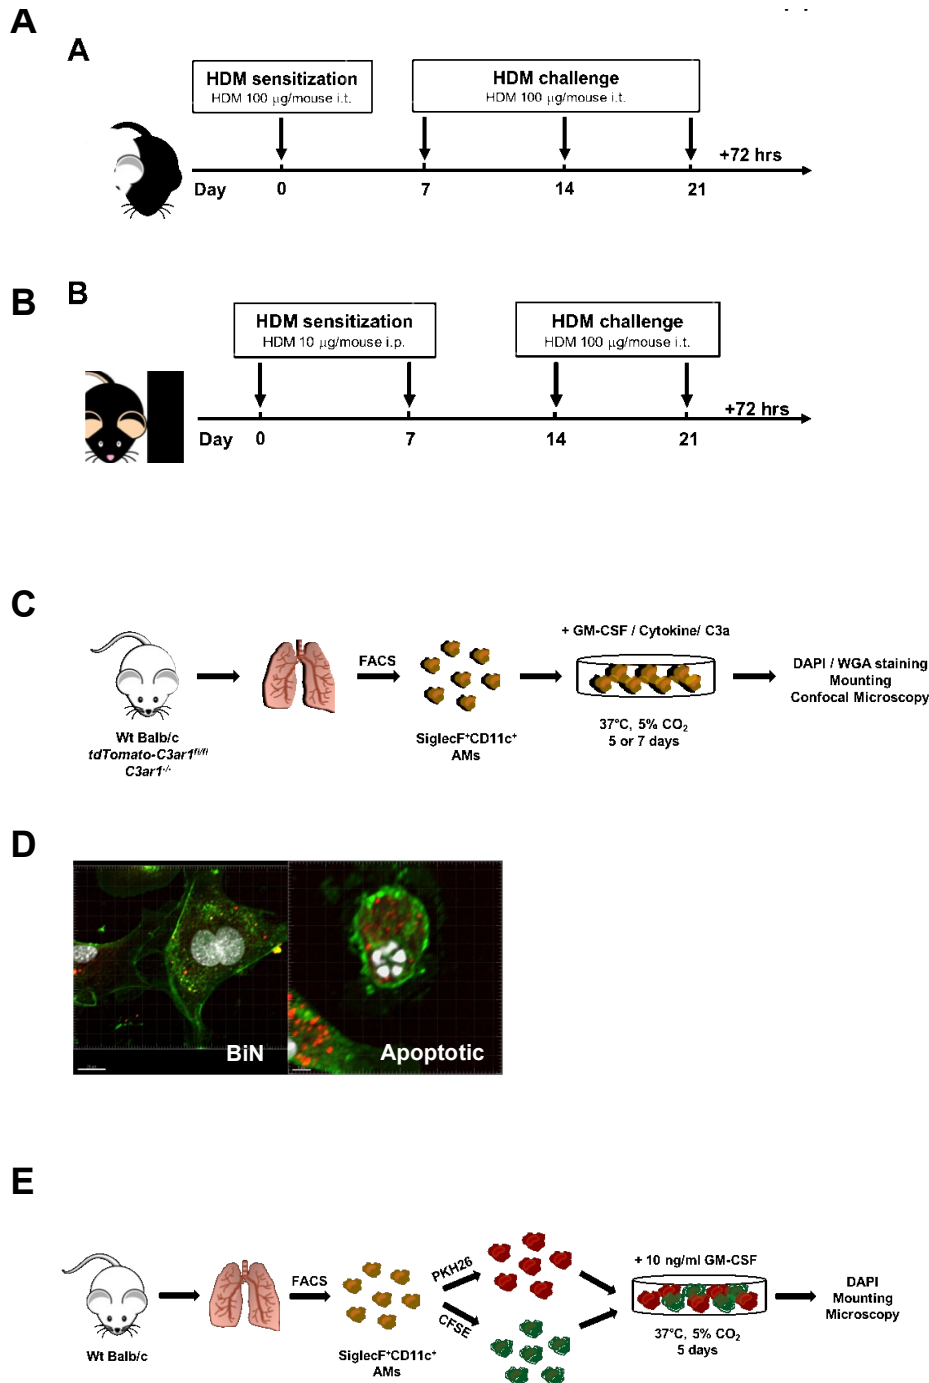 A
A
HDM sensitization
HDM 100 μg/mouse i.t.
HDM challenge
HDM 100 μg/mouse i.t.
+72 hrs
Day 0 7 14 21
B
B
HDM sensitization
HDM 10 μg/mouse i.p.
HDM challenge
HDM 100 μg/mouse i.t.
+72 hrs
Day 0 7 14 21
C
+ GM-CSF / Cytokine/ C3a
FACS
DAPI / WGA staining
Mounting
Confocal Microscopy
Wt Balb/c
tdTomato-C3ar1fl/fl
C3ar1-/-
SiglecF+CD11c+
AMs
37°C, 5% CO2
5 or 7 days
D
BiN
Apoptotic
E
FACS
PKH26
CFSE
+ 10 ng/ml GM-CSF
DAPI
Mounting
Microscopy
Wt Balb/c
SiglecF+CD11c+
AMs
37°C, 5% CO2
5 days